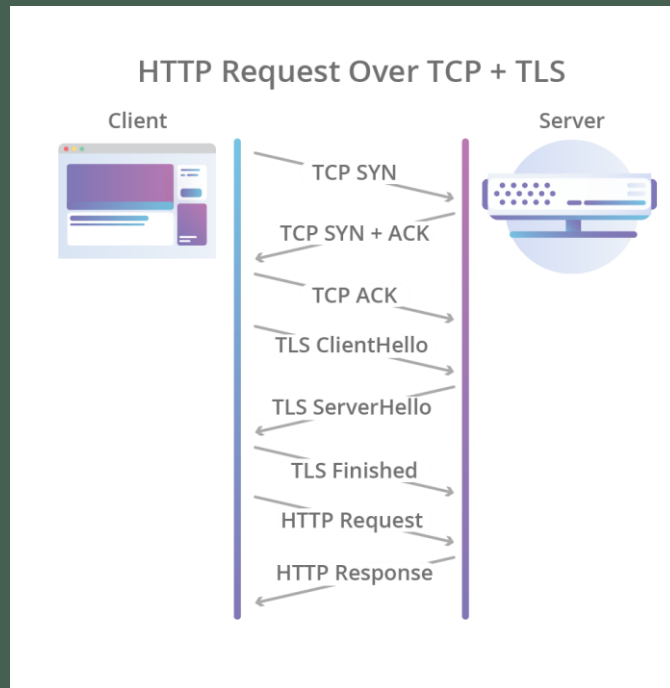 HTTP Request Over TCP + TLS
Client
Server
TCP SYN
TCP SYN + ACK
TCP ACK
TLS ClientHello
TLS ServerHello
TLS Finished
HTTP Request
HTTP Response